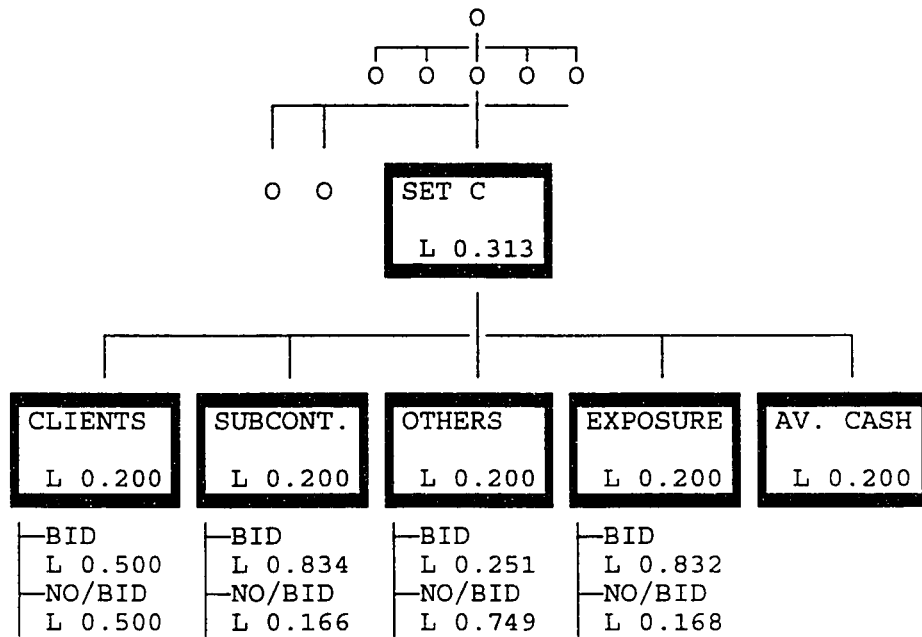 O
O O O O O
O O
SET C
L 0.313
CLIENTS
L 0.200
SUBCONT.
L 0.200
OTHERS
L 0.200
EXPOSURE
L 0.200
AV. CASH
L 0.200
BID
L 0.500
NO/BID
L 0.500
BID
L 0.834
NO/BID
L 0.166
BID
L 0.251
NO/BID
L 0.749
BID
L 0.832
NO/BID
L 0.168